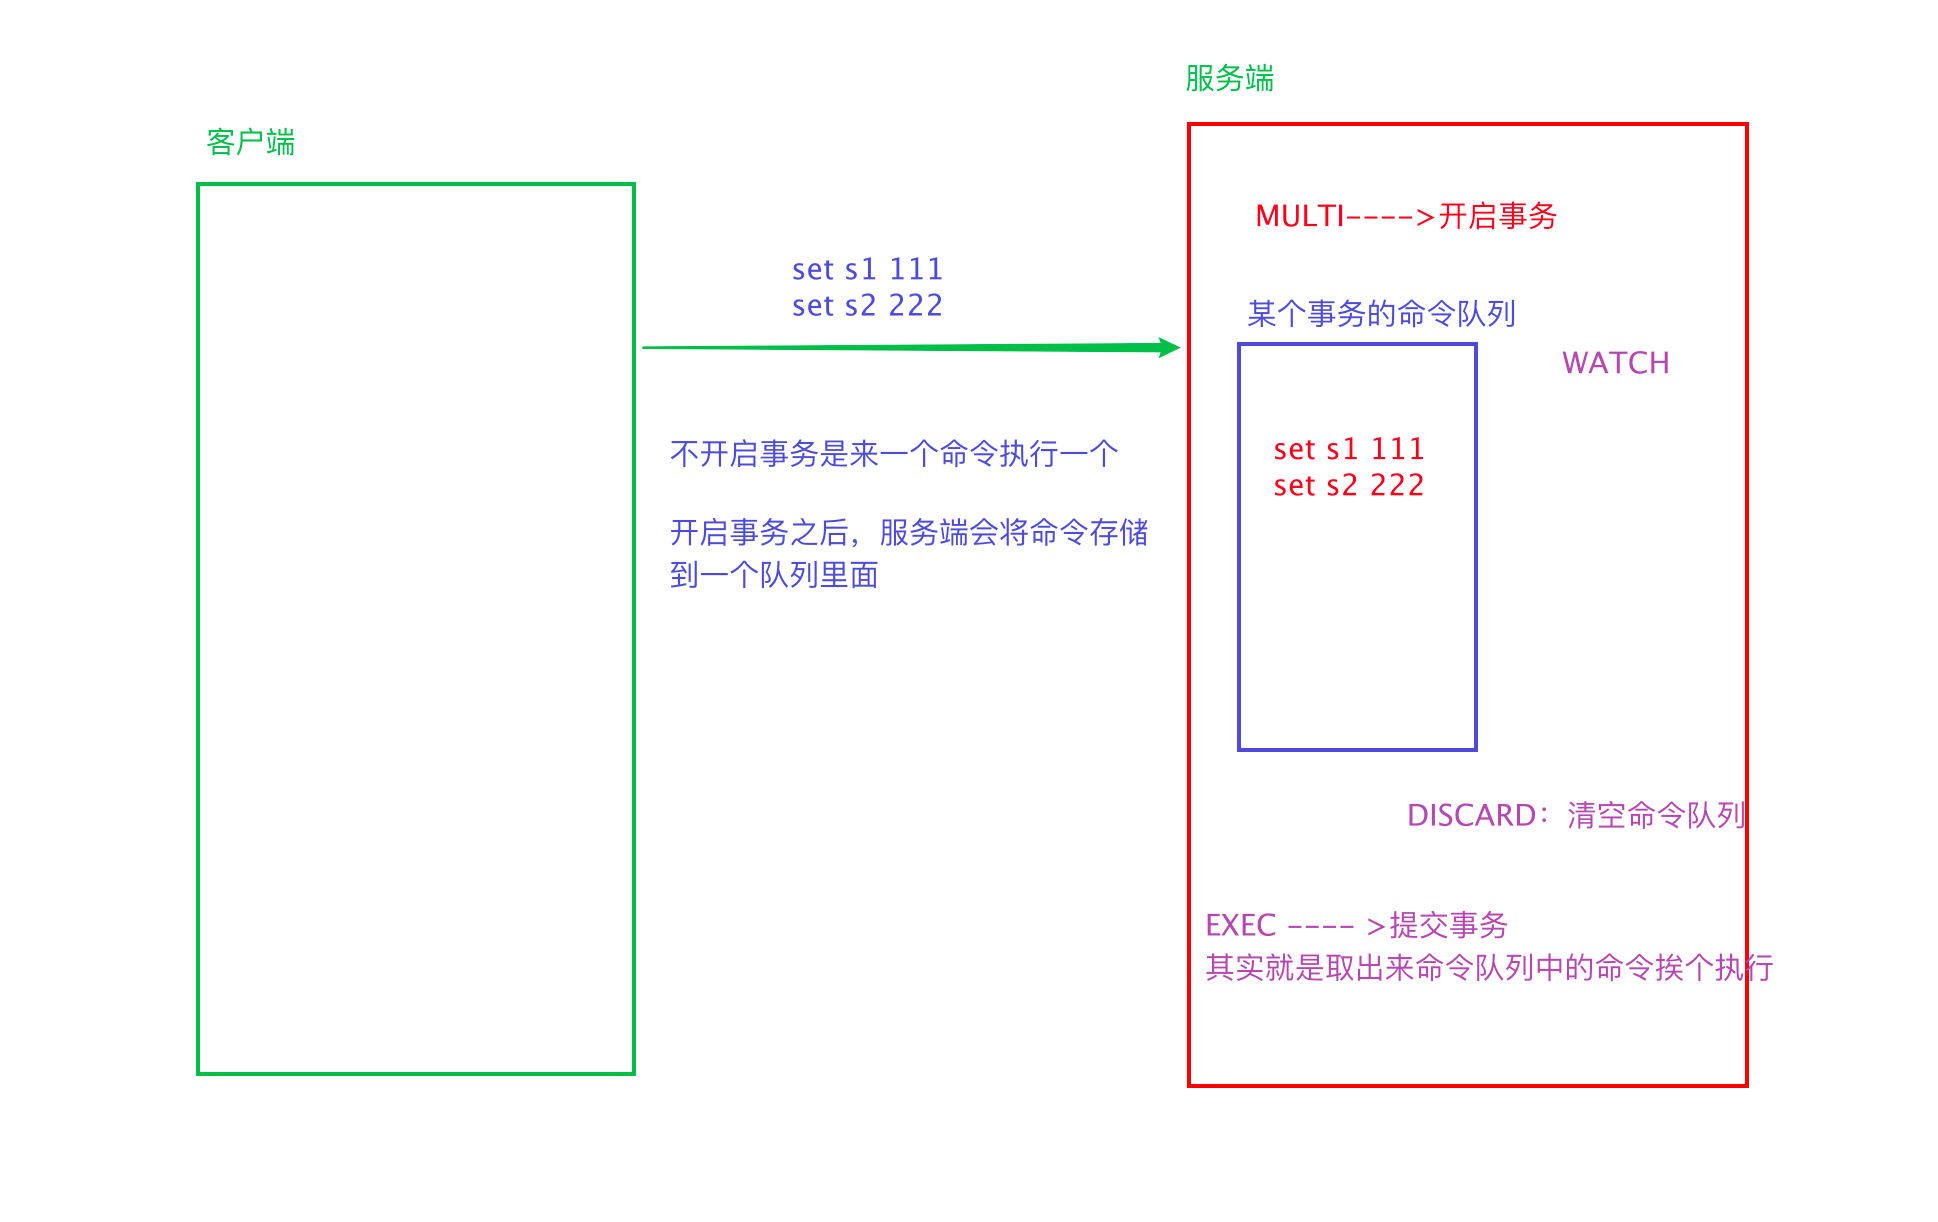 服务端
客户端
MULTI---->开启事务
set s1 111
set s2 222
某个事务的命令队列
WATCH
set s1 111
set s2 222
不开启事务是来一个命令执行一个
开启事务之后，服务端会将命令存储
到一个队列里面
DISCARD：清空命令队列
EXEC ---- >提交事务
其实就是取出来命令队列中的命令挨个执行